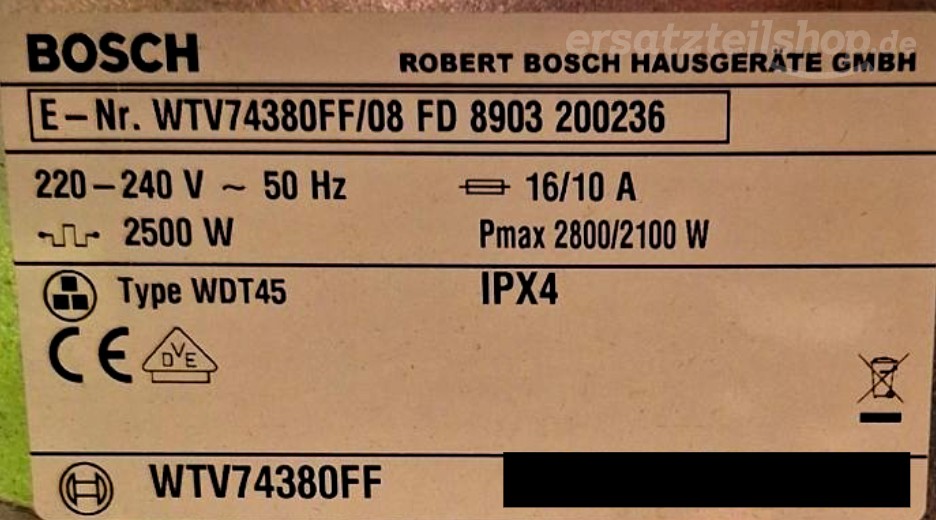 ersatzteilshop.de
BOSCH
ROBERT BOSCH HAUSGERÄTE GMBH
E-Nr. WTV74380FF/08 FD 8903 200236
220-240 V ~ 50 Hz 16/10 A
2500 W Pmax 2800/2100 W
Type WDT45 IPX4
CE DVE
WTV74380FF